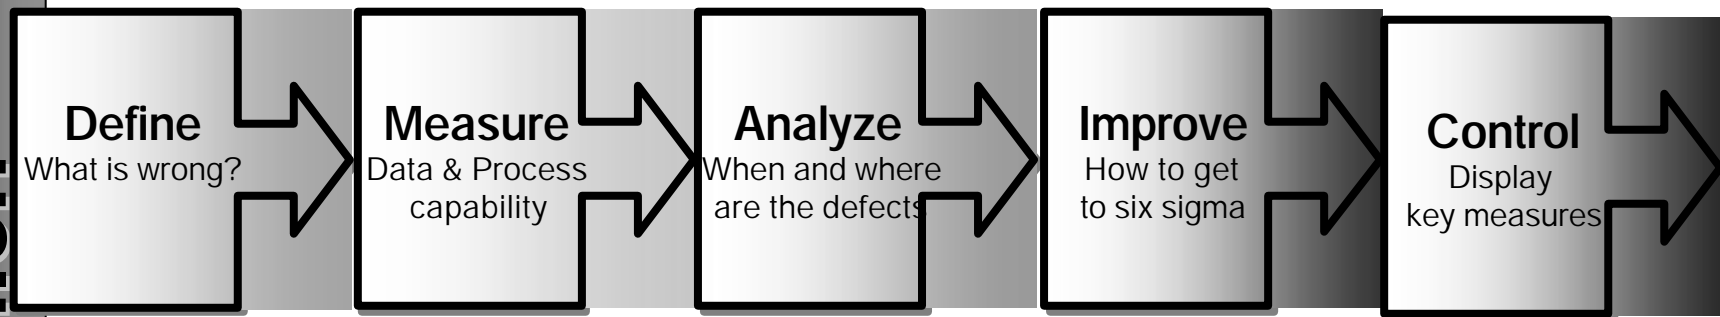 Define
What is wrong?
Measure
Data & Process
capability
Analyze
When and where
are the defects
Improve
How to get
to six sigma
Control
Display
key measures